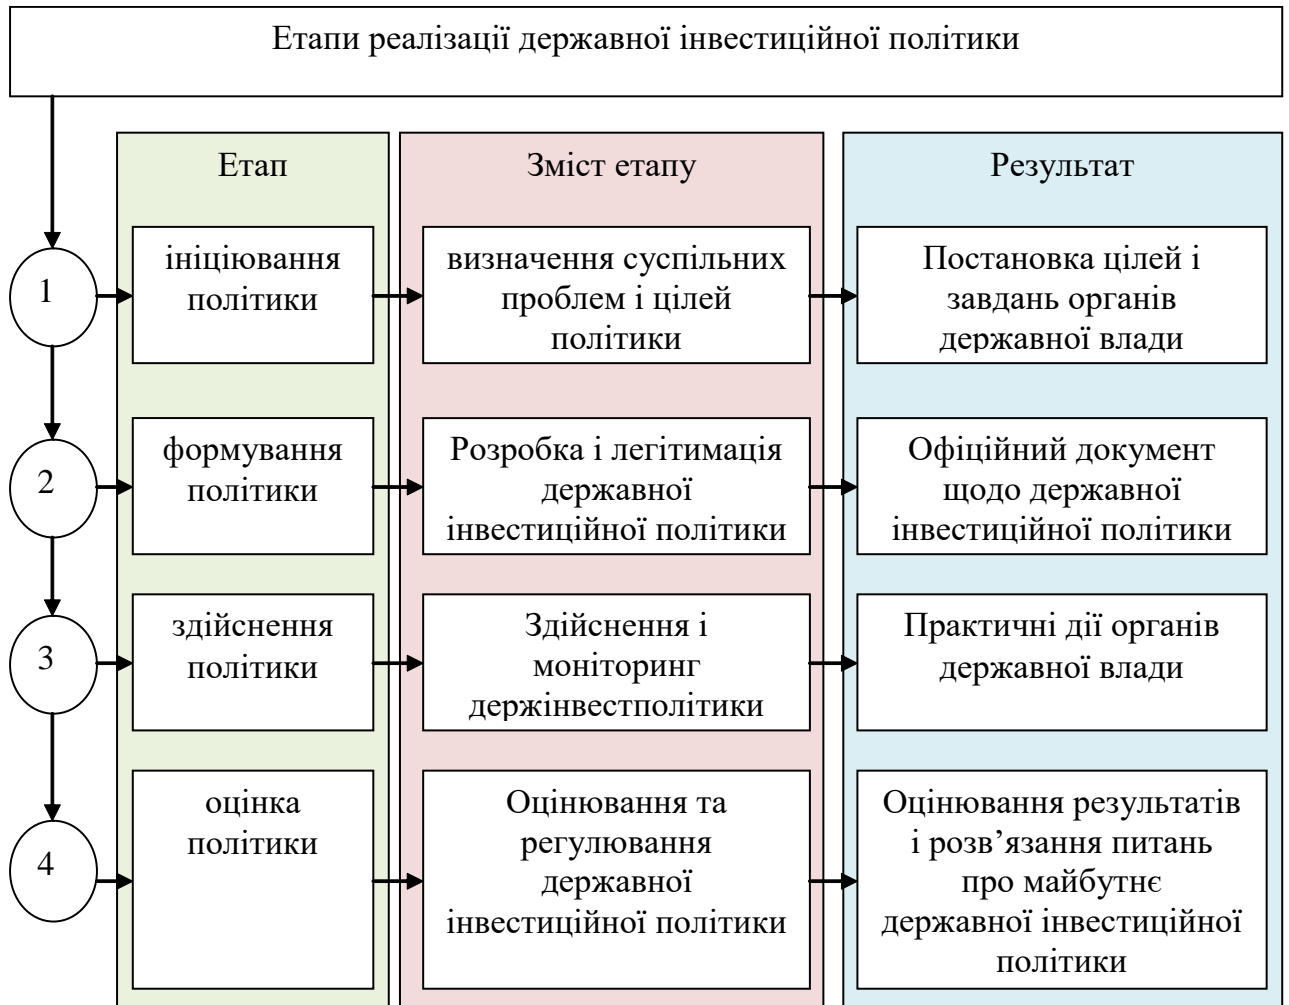 Етапи реалізації державної інвестиційної політики
Етап
Зміст етапу
Результат
1
ініціювання
політики
визначення суспільних
проблем і цілей
політики
Постановка цілей і
завдань органів
державної влади
2
формування
політики
Розробка і легітимація
державної
інвестиційної політики
Офіційний документ
щодо державної
інвестиційної політики
3
здійснення
політики
Здійснення і
моніторинг
держінвестполітики
Практичні дії органів
державної влади
4
оцінка
політики
Оцінювання та
регулювання
державної
інвестиційної політики
Оцінювання результатів
і розв’язання питань
про майбутнє
державної інвестиційної
політики